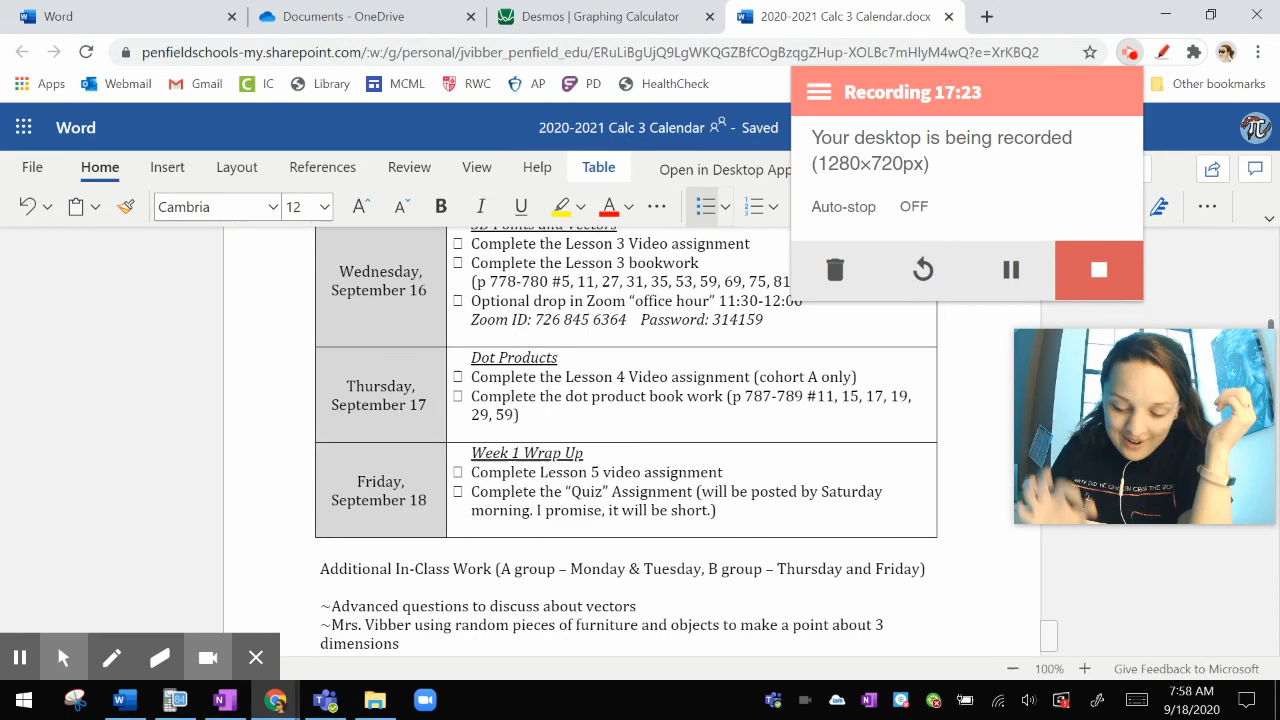 Word
Documents - OneDrive
Desmos | Graphing Calculator
2020-2021 Calc 3 Calendar.docx
penfieldschools-my.sharepoint.com/:w:/g/personal/jvibber_penfield_edu/ERuLiBgUjQ9LgWKQGZBfCOgBzqgZHup-XOLBc7mHlyM4wQ?e=XrKBQ2
Apps
Webmail
Gmail
IC
Library
MCML
RWC
AP
PD
HealthCheck
Other bookmarks
Recording 17:23
Your desktop is being recorded
(1280×720px)
Auto-stop OFF
Word
2020-2021 Calc 3 Calendar - Saved
File
Home
Insert
Layout
References
Review
View
Help
Table
Open in Desktop App
Cambria
12
3D Points and Vectors
Wednesday,
September 16
Complete the Lesson 3 Video assignment
Complete the Lesson 3 bookwork
(p 778-780 #5, 11, 27, 31, 35, 53, 59, 69, 75, 81
Optional drop in Zoom “office hour” 11:30-12:00
Zoom ID: 726 845 6364 Password: 314159
Thursday,
September 17
Dot Products
Complete the Lesson 4 Video assignment (cohort A only)
Complete the dot product book work (p 787-789 #11, 15, 17, 19,
29, 59)
Friday,
September 18
Week 1 Wrap Up
Complete Lesson 5 video assignment
Complete the “Quiz” Assignment (will be posted by Saturday
morning. I promise, it will be short.)
Additional In-Class Work (A group – Monday & Tuesday, B group – Thursday and Friday)
~Advanced questions to discuss about vectors
~Mrs. Vibber using random pieces of furniture and objects to make a point about 3
dimensions
100%
Give Feedback to Microsoft
7:58 AM
9/18/2020